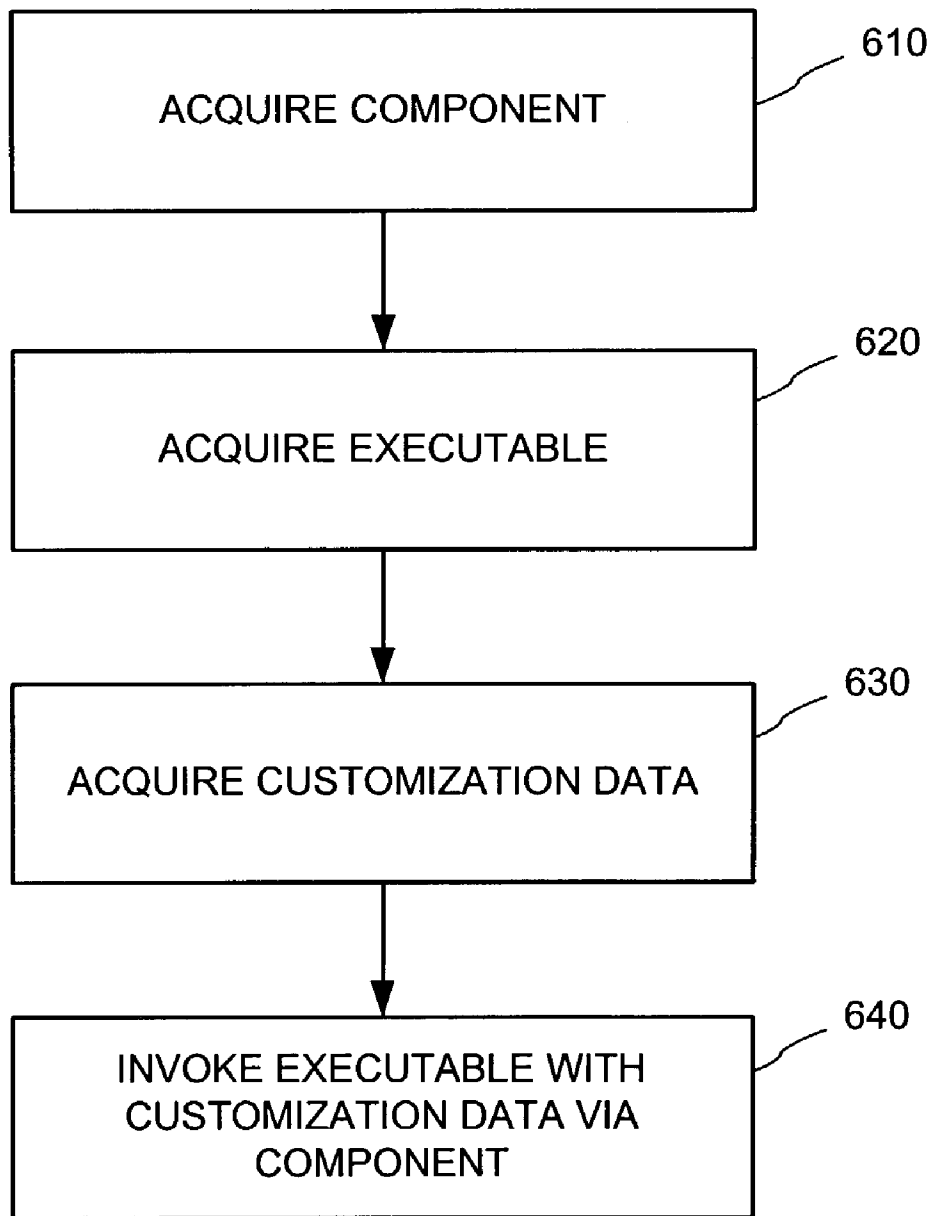 610
ACQUIRE COMPONENT
620
ACQUIRE EXECUTABLE
630
ACQUIRE CUSTOMIZATION DATA
640
INVOKE EXECUTABLE WITH
CUSTOMIZATION DATA VIA
COMPONENT